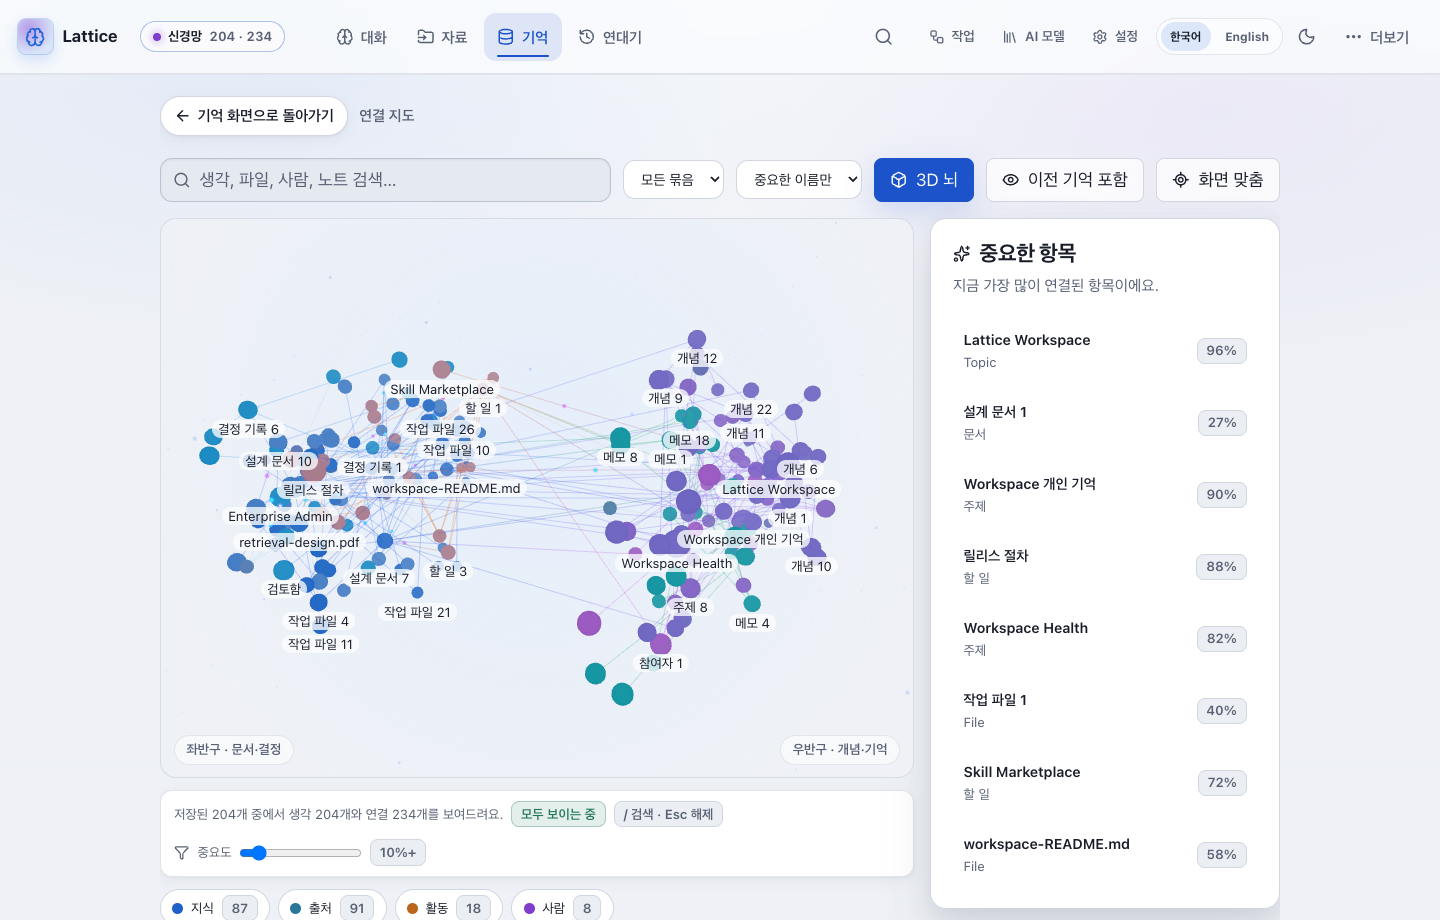 Lattice
신경망 204 · 234
대화
자료
기억
연대기
작업
AI 모델
설정
한국어
English
더보기
기억 화면으로 돌아가기
연결 지도
생각, 파일, 사람, 노트 검색...
모든 묶음
중요한 이름만
3D 뇌
이전 기억 포함
화면 맞춤
개념 12
Skill Marketplace
개념 9
할 일 1
개념 22
결정 기록 6
작업 파일 26
개념 11
메모 18
작업 파일 10
메모 8
메모 1
설계 문서 10
결정 기록 1
개념 6
릴리스 절차
workspace-README.md
Lattice Workspace
Enterprise Admin
개념 1
retrieval-design.pdf
Workspace 개인 기억
Workspace Health
개념 10
할 일 3
설계 문서 7
검토함
주제 8
작업 파일 21
작업 파일 4
메모 4
작업 파일 11
참여자 1
좌반구 · 문서·결정
우반구 · 개념·기억
저장된 204개 중에서 생각 204개와 연결 234개를 보여드려요.
모두 보이는 중
/ 검색 · Esc 해제
중요도
10%+
지식 87
출처 91
활동 18
사람 8
중요한 항목
지금 가장 많이 연결된 항목이에요.
Lattice Workspace
Topic
96%
설계 문서 1
문서
27%
Workspace 개인 기억
주제
90%
릴리스 절차
할 일
88%
Workspace Health
주제
82%
작업 파일 1
File
40%
Skill Marketplace
할 일
72%
workspace-README.md
File
58%